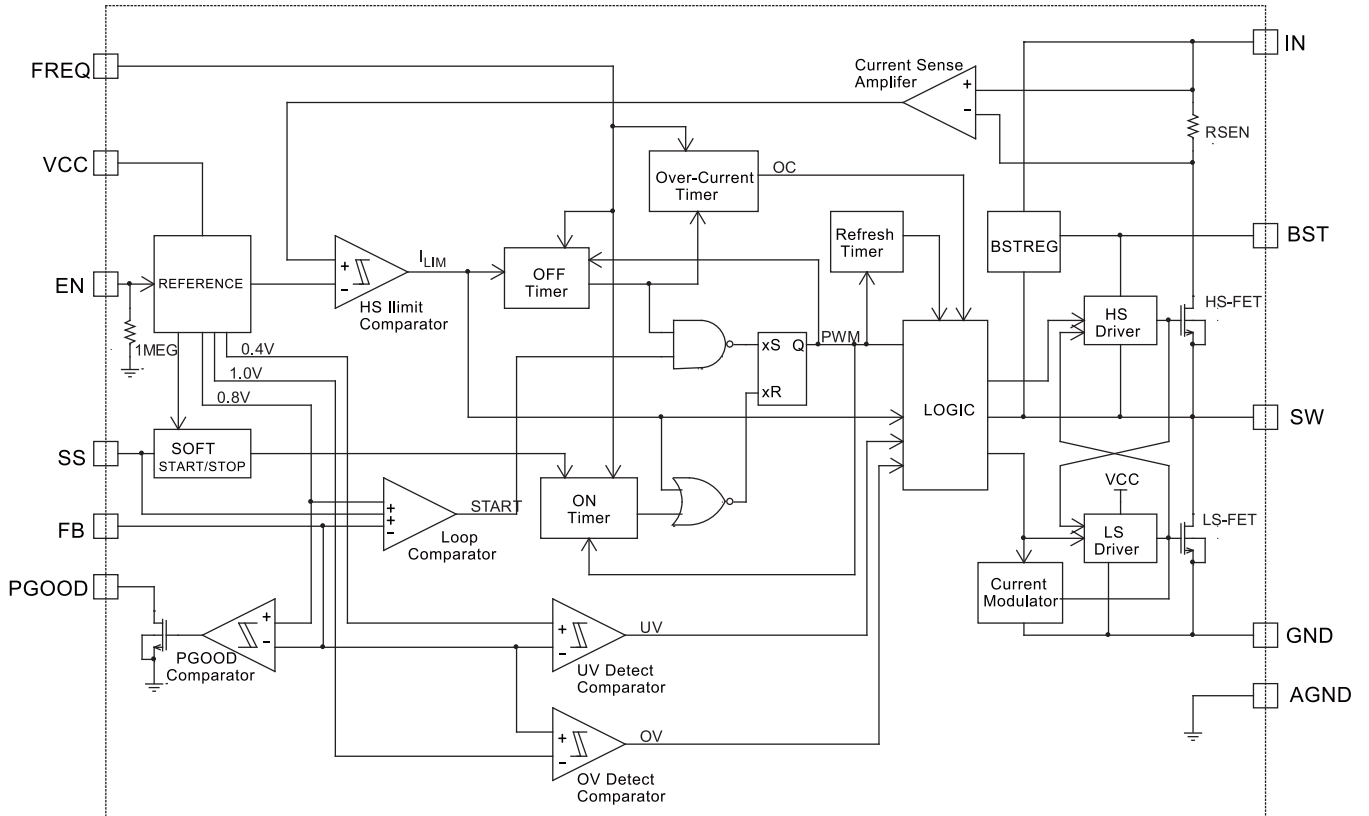 IN
FREQ
Current Sense
Amplifer
+
-
RSEN
VCC
Over-Current
Timer
OC
Refresh
Timer
BSTREG
BST
EN
REFERENCE
+
-
ILIM
HS Ilimit
Comparator
OFF
Timer
HS-FET
HS
Driver
1MEG
0.4V
1.0V
0.8V
xS
Q
xR
PWM
LOGIC
SW
SS
SOFT
START/STOP
ON
Timer
VCC
FB
+
+
-
START
Loop
Comparator
LS
Driver
LS-FET
PGOOD
Current
Modulator
+
-
PGOOD
Comparator
+
-
UV
UV Detect
Comparator
GND
AGND
+
-
OV
OV Detect
Comparator